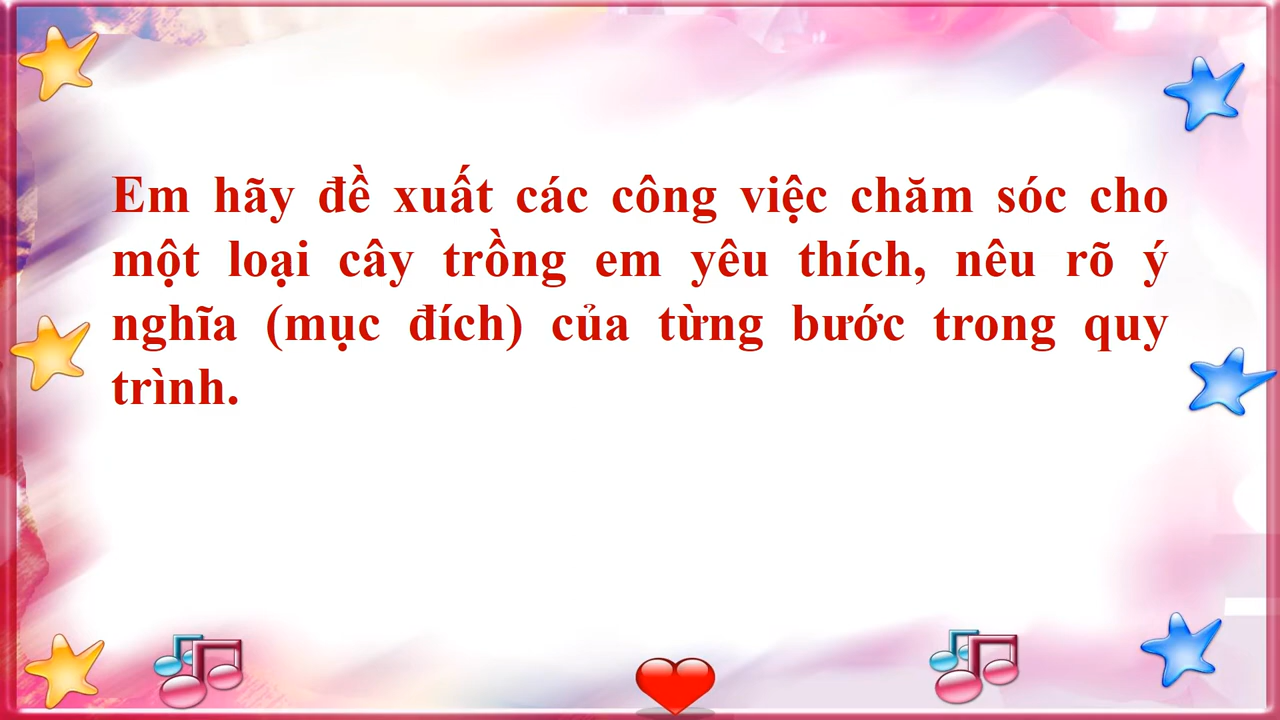 Em hãy đề xuất các công việc chăm sóc cho
một loại cây trồng em yêu thích, nêu rõ ý
nghĩa (mục đích) của từng bước trong quy
trình.